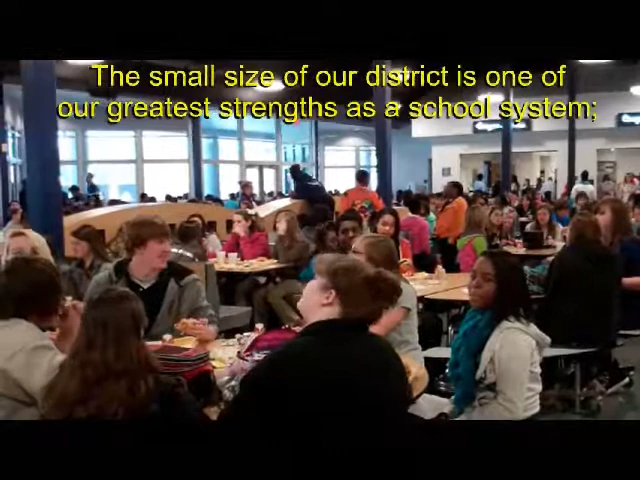 The small size of our district is one of
our greatest strengths as a school system;